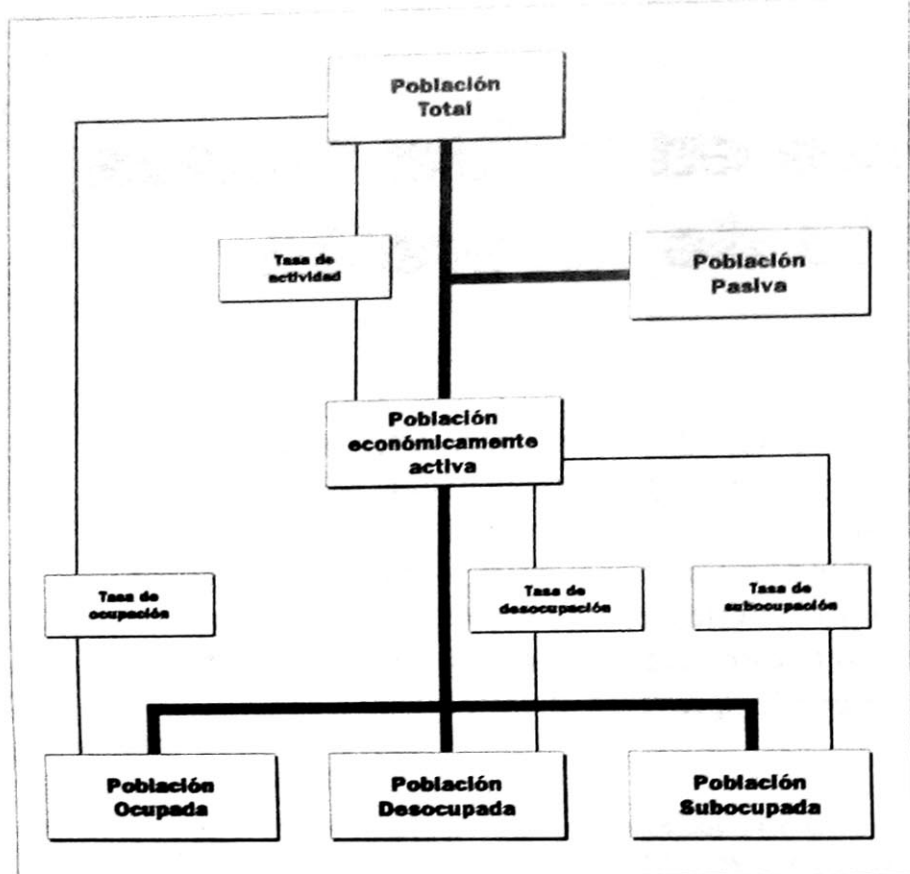 Población
Total
Tasa de
actividad
Población
Pasiva
Población
económicamente
activa
Tasa de
ocupación
Tasa de
desocupación
Tasa de
subocupación
Población
Ocupada
Población
Desocupada
Población
Subocupada